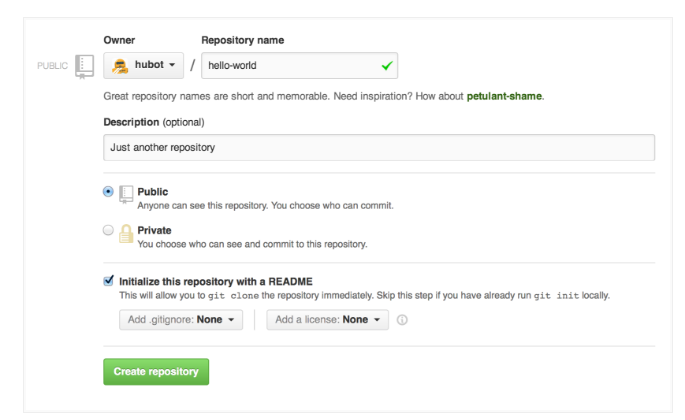 Owner Repository name
PUBLIC hubot / hello-world
Great repository names are short and memorable. Need inspiration? How about petulant-shame.
Description (optional)
Just another repository
Public
Anyone can see this repository. You choose who can commit.
Private
You choose who can see and commit to this repository.
Initialize this repository with a README
This will allow you to git clone the repository immediately. Skip this step if you have already run git init locally.
Add .gitignore: None Add a license: None
Create repository